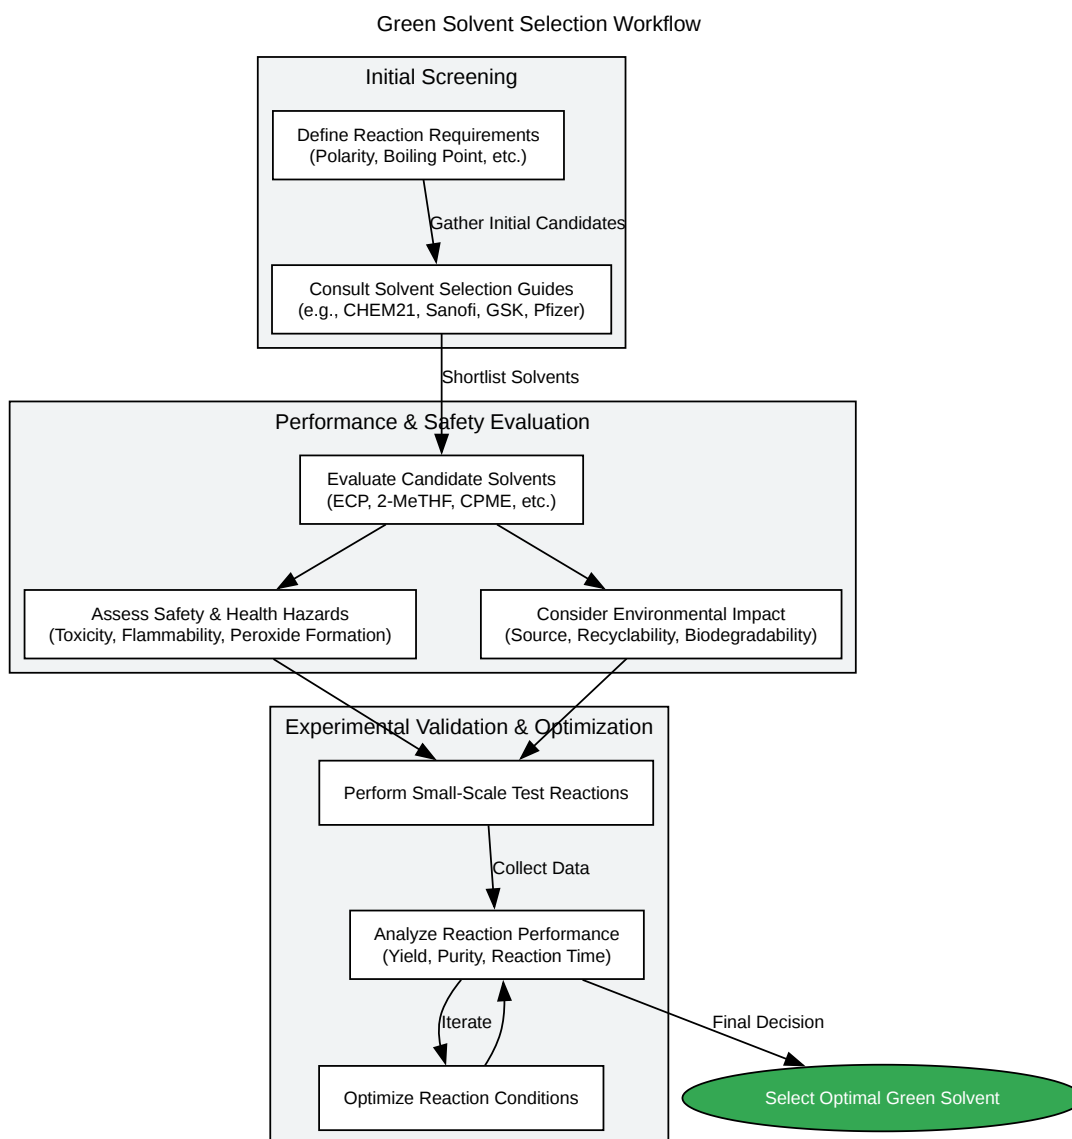 Green Solvent Selection Workflow
Initial Screening
Define Reaction Requirements
(Polarity, Boiling Point, etc.)
Gather Initial Candidates
Consult Solvent Selection Guides
(e.g., CHEM21, Sanofi, GSK, Pfizer)
Shortlist Solvents
Performance & Safety Evaluation
Evaluate Candidate Solvents
(ECP, 2-MeTHF, CPME, etc.)
Assess Safety & Health Hazards
(Toxicity, Flammability, Peroxide Formation)
Consider Environmental Impact
(Source, Recyclability, Biodegradability)
Experimental Validation & Optimization
Perform Small-Scale Test Reactions
Collect Data
Analyze Reaction Performance
(Yield, Purity, Reaction Time)
Iterate
Final Decision
Optimize Reaction Conditions
Select Optimal Green Solvent